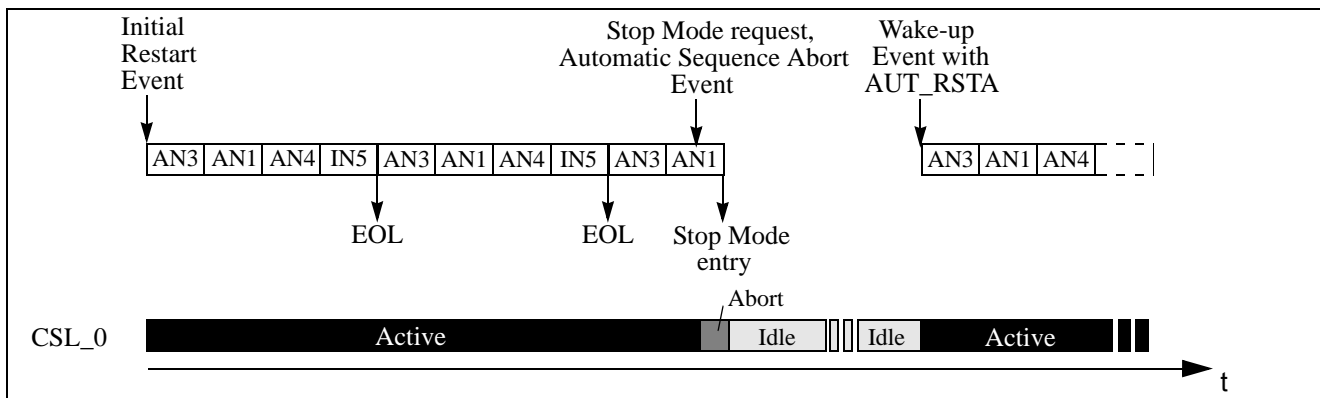 Initial
Restart
Event
Stop Mode request,
Automatic Sequence Abort
Event
Wake-up
Event with
AUT_RSTA
AN3 AN1 AN4 IN5 AN3 AN1 AN4 IN5 AN3 AN1
AN3 AN1 AN4
EOL
EOL
Stop Mode
entry
Abort
CSL_0
Active
Idle
Idle
Active
t